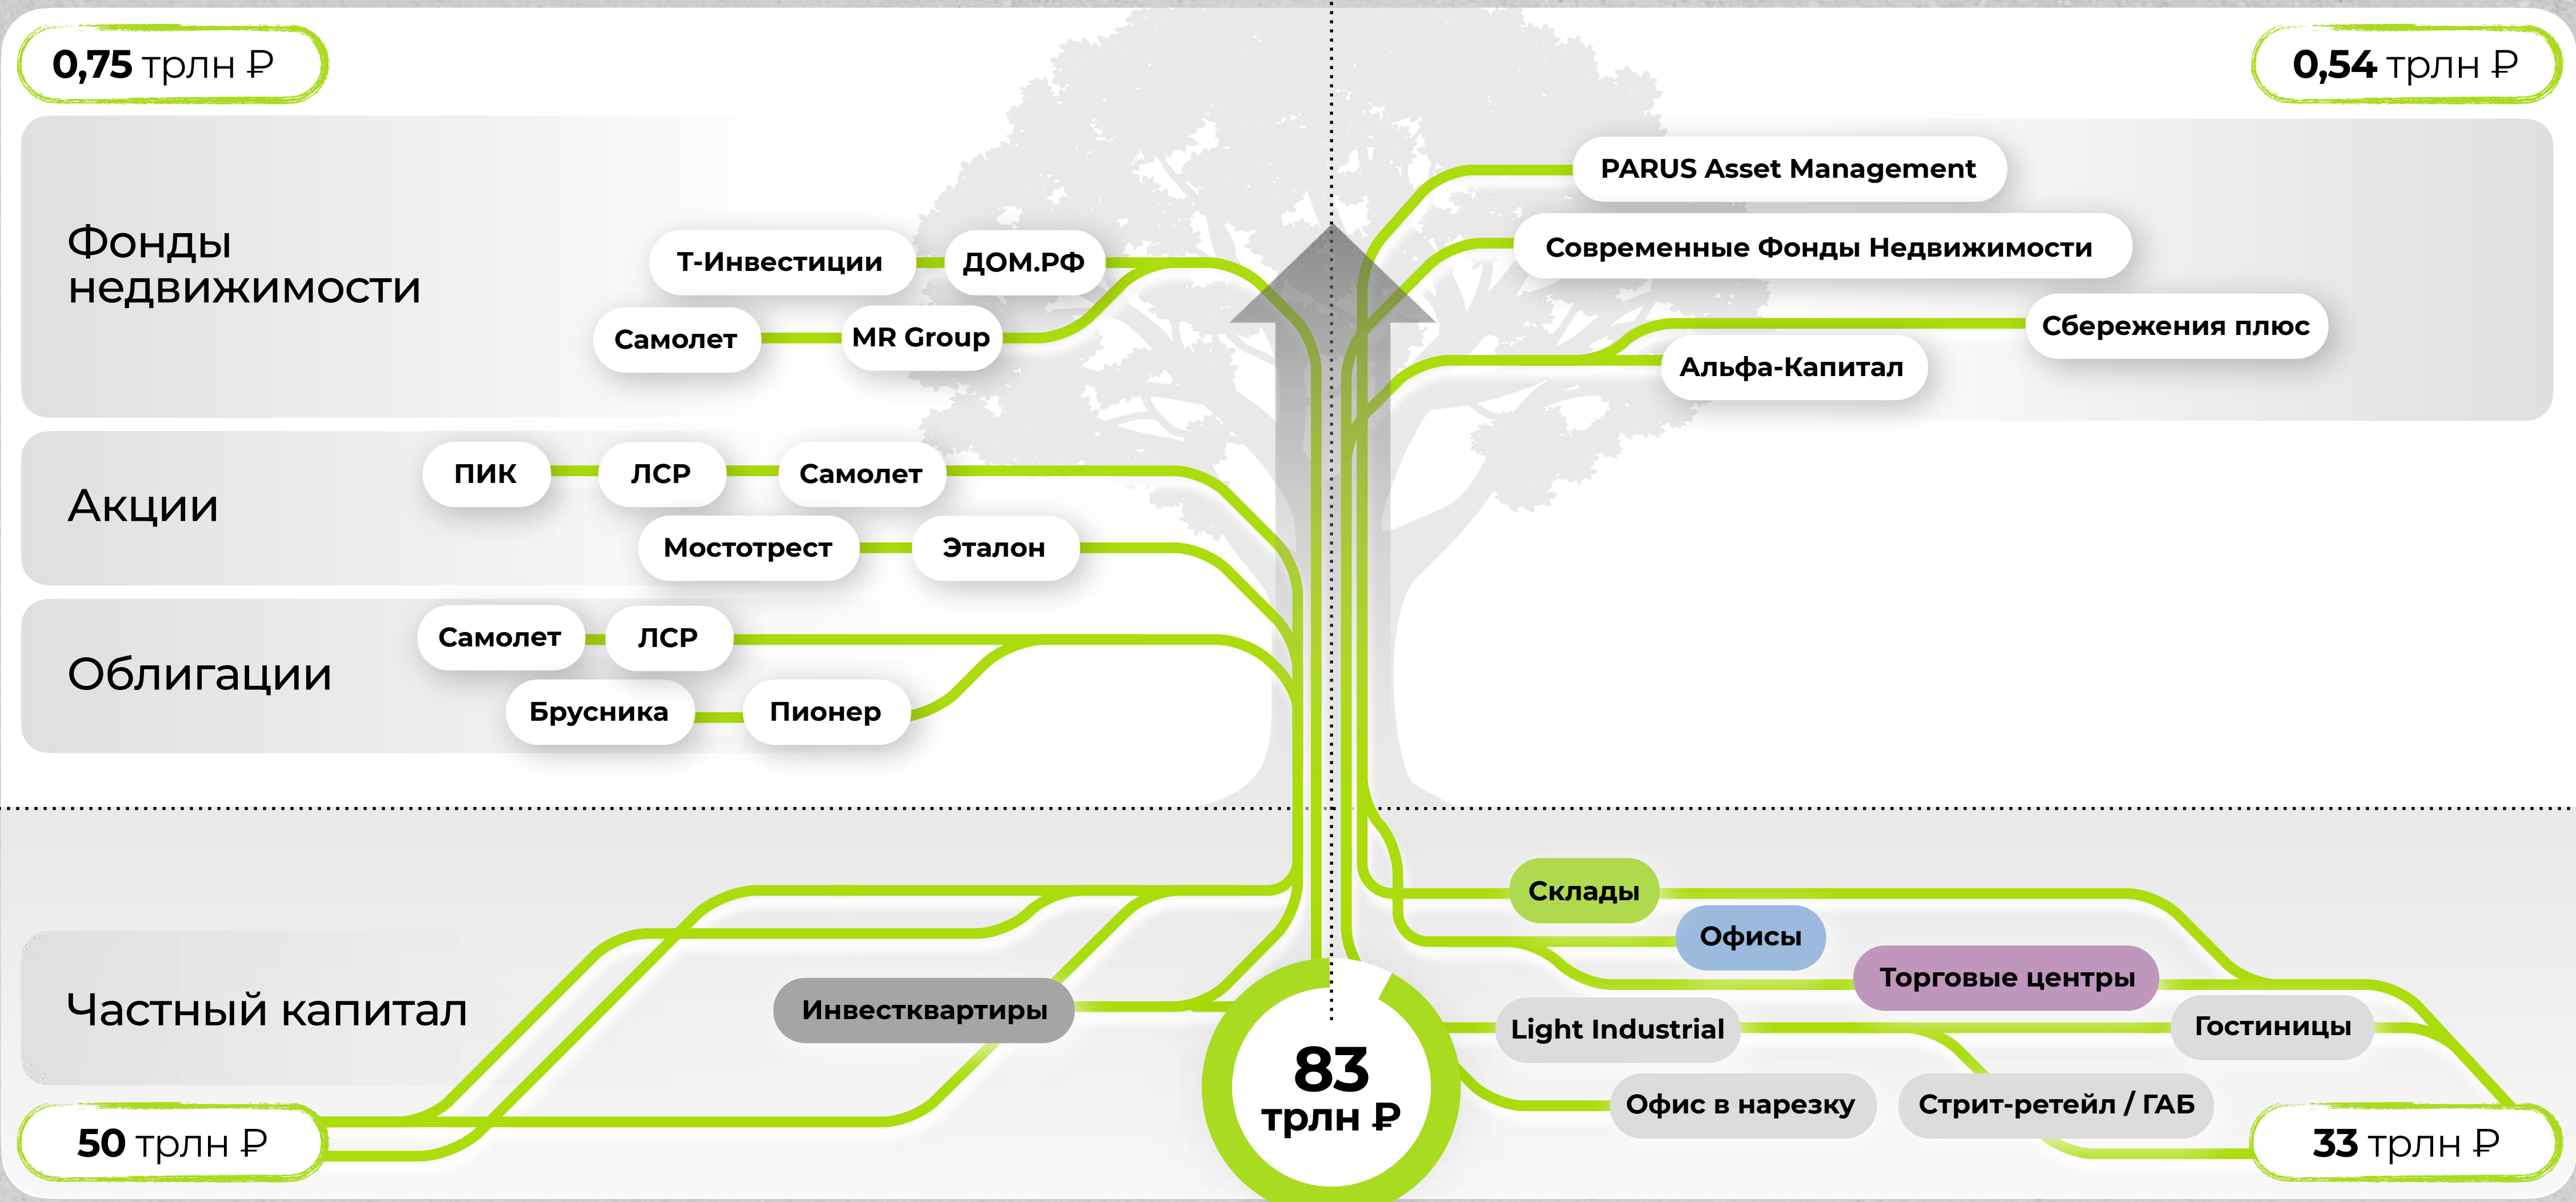 0,75 трлн ₽
0,54 трлн ₽
Фонды
недвижимости
Т-Инвестиции
ДОМ.РФ
Самолет
MR Group
PARUS Asset Management
Современные Фонды Недвижимости
Сбережения плюс
Альфа-Капитал
Акции
ПИК
ЛСР
Самолет
Мостотрест
Эталон
Облигации
Самолет
ЛСР
Брусника
Пионер
Частный капитал
Инвестквартиры
50 трлн ₽
83
трлн ₽
Склады
Офисы
Торговые центры
Light Industrial
Гостиницы
Офис в нарезку
Стрит-ретейл / ГАБ
33 трлн ₽